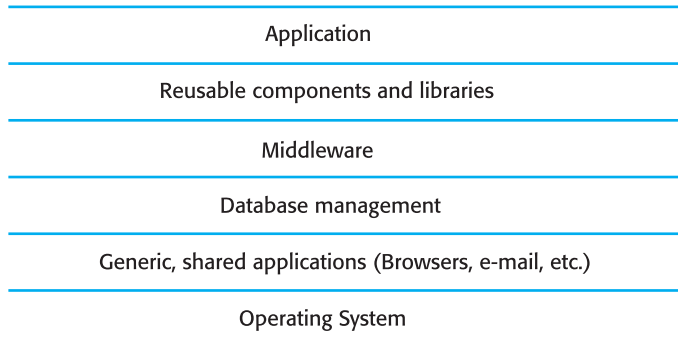 Application
Reusable components and libraries
Middleware
Database management
Generic, shared applications (Browsers, e-mail, etc.)
Operating System